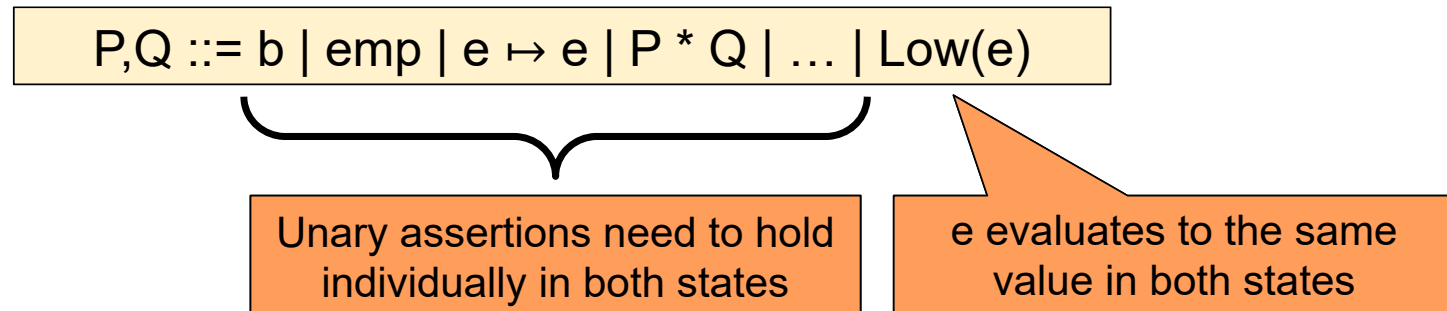 P,Q ::= b | emp | e ↦ e | P * Q | … | Low(e)
Unary assertions need to hold
individually in both states
e evaluates to the same
value in both states